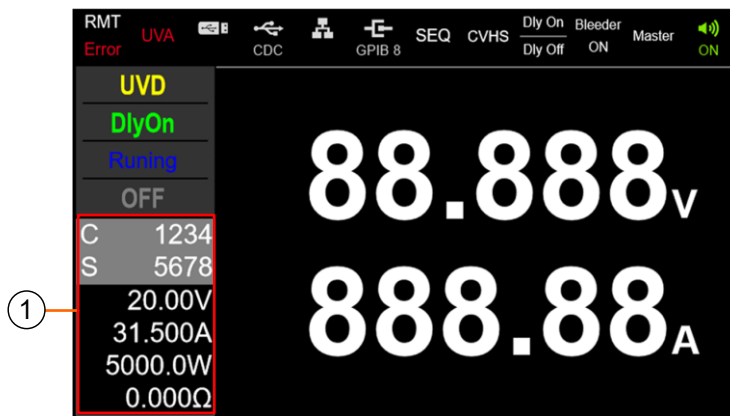 RMT
Error
UVA
CDC
GPIB 8
SEQ
CVHS
Dly On
Dly Off
Bleeder
ON
Master
ON
UVD
DlyOn
Runing
OFF
C 1234
S 5678
20.00V
31.500A
5000.0W
0.000Ω
88.888V
888.88A
1